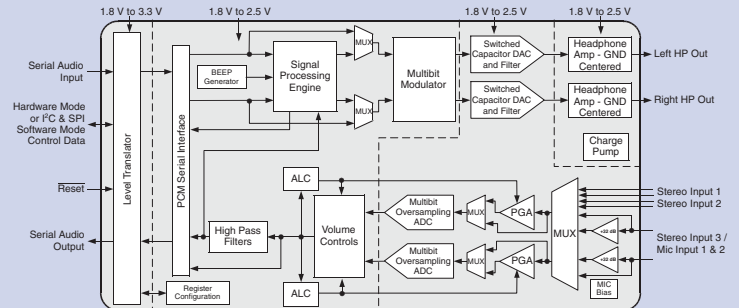 1.8 V to 3.3 V
1.8 V to 2.5 V
1.8 V to 2.5 V
1.8 V to 2.5 V
Serial Audio
Input
Hardware Mode
or I²C & SPI
Software Mode
Control Data
Reset
Serial Audio
Output
Level Translator
PCM Serial Interface
BEEP
Generator
Signal
Processing
Engine
MUX
MUX
Multibit
Modulator
Switched
Capacitor DAC
and Filter
Switched
Capacitor DAC
and Filter
Headphone
Amp - GND
Centered
Headphone
Amp - GND
Centered
Left HP Out
Right HP Out
Charge
Pump
ALC
ALC
High Pass
Filters
Volume
Controls
Register
Configuration
Multibit
Oversampling
ADC
Multibit
Oversampling
ADC
MUX
MUX
PGA
PGA
MUX
+32 dB
+32 dB
MIC
Bias
Stereo Input 1
Stereo Input 2
Stereo Input 3 /
Mic Input 1 & 2